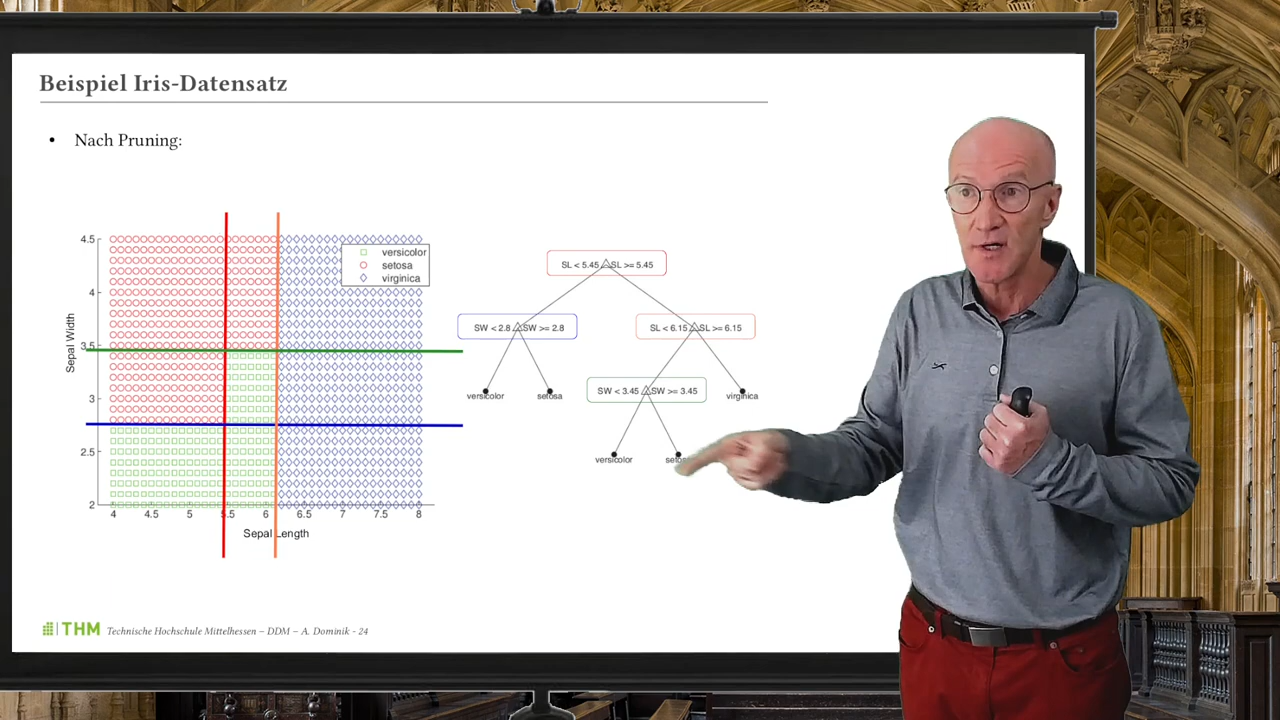 Beispiel Iris-Datensatz
• Nach Pruning:
4.5
4
3.5
3
2.5
2
Sepal Width
4 4.5 5 5.5 6 6.5 7 7.5 8
Sepal Length
versicolor
setosa
virginica
SL < 5.45 SL >= 5.45
SW < 2.8 SW >= 2.8
SL < 6.15 SL >= 6.15
versicolor
setosa
SW < 3.45 SW >= 3.45
virginica
versicolor
setosa
THM Technische Hochschule Mittelhessen – DDM – A. Dominik - 24